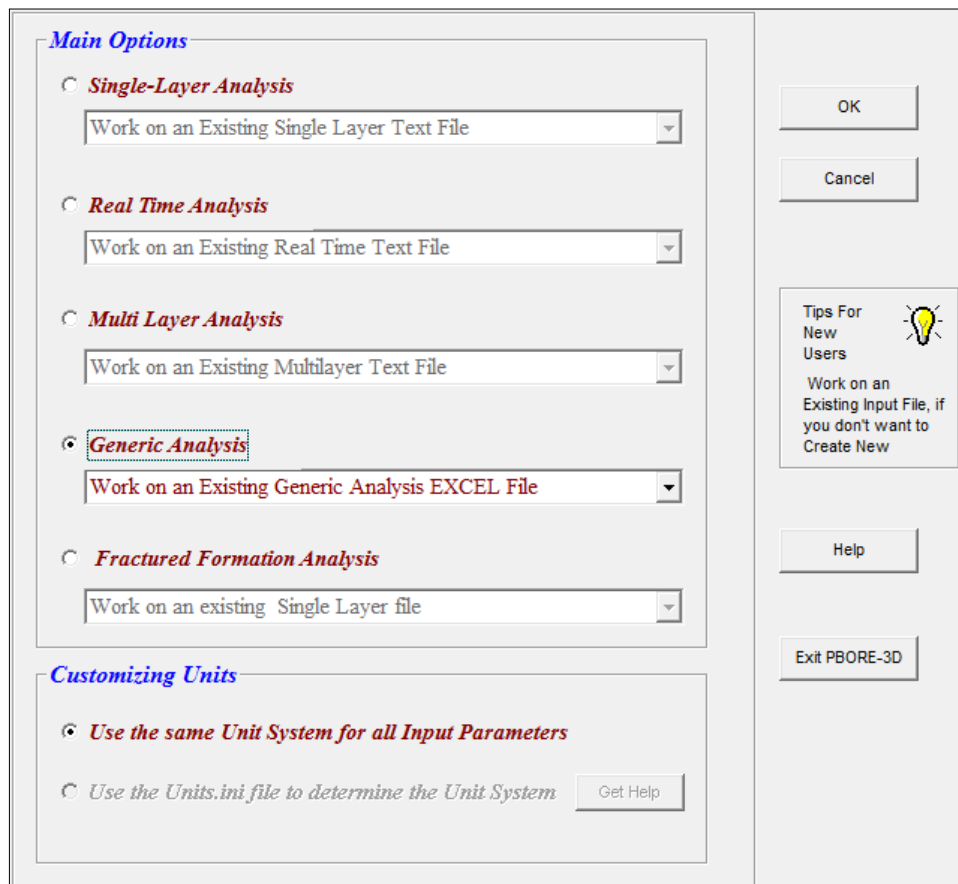 Main Options
Single-Layer Analysis
Work on an Existing Single Layer Text File
Real Time Analysis
Work on an Existing Real Time Text File
Multi Layer Analysis
Work on an Existing Multilayer Text File
Generic Analysis
Work on an Existing Generic Analysis EXCEL File
Fractured Formation Analysis
Work on an existing  Single Layer file
Customizing Units
Use the same Unit System for all Input Parameters
Use the Units.ini file to determine the Unit System
Get Help
OK
Cancel
Tips For
New
Users
Work on an
Existing Input File, if
you don't want to
Create New
Help
Exit PBORE-3D